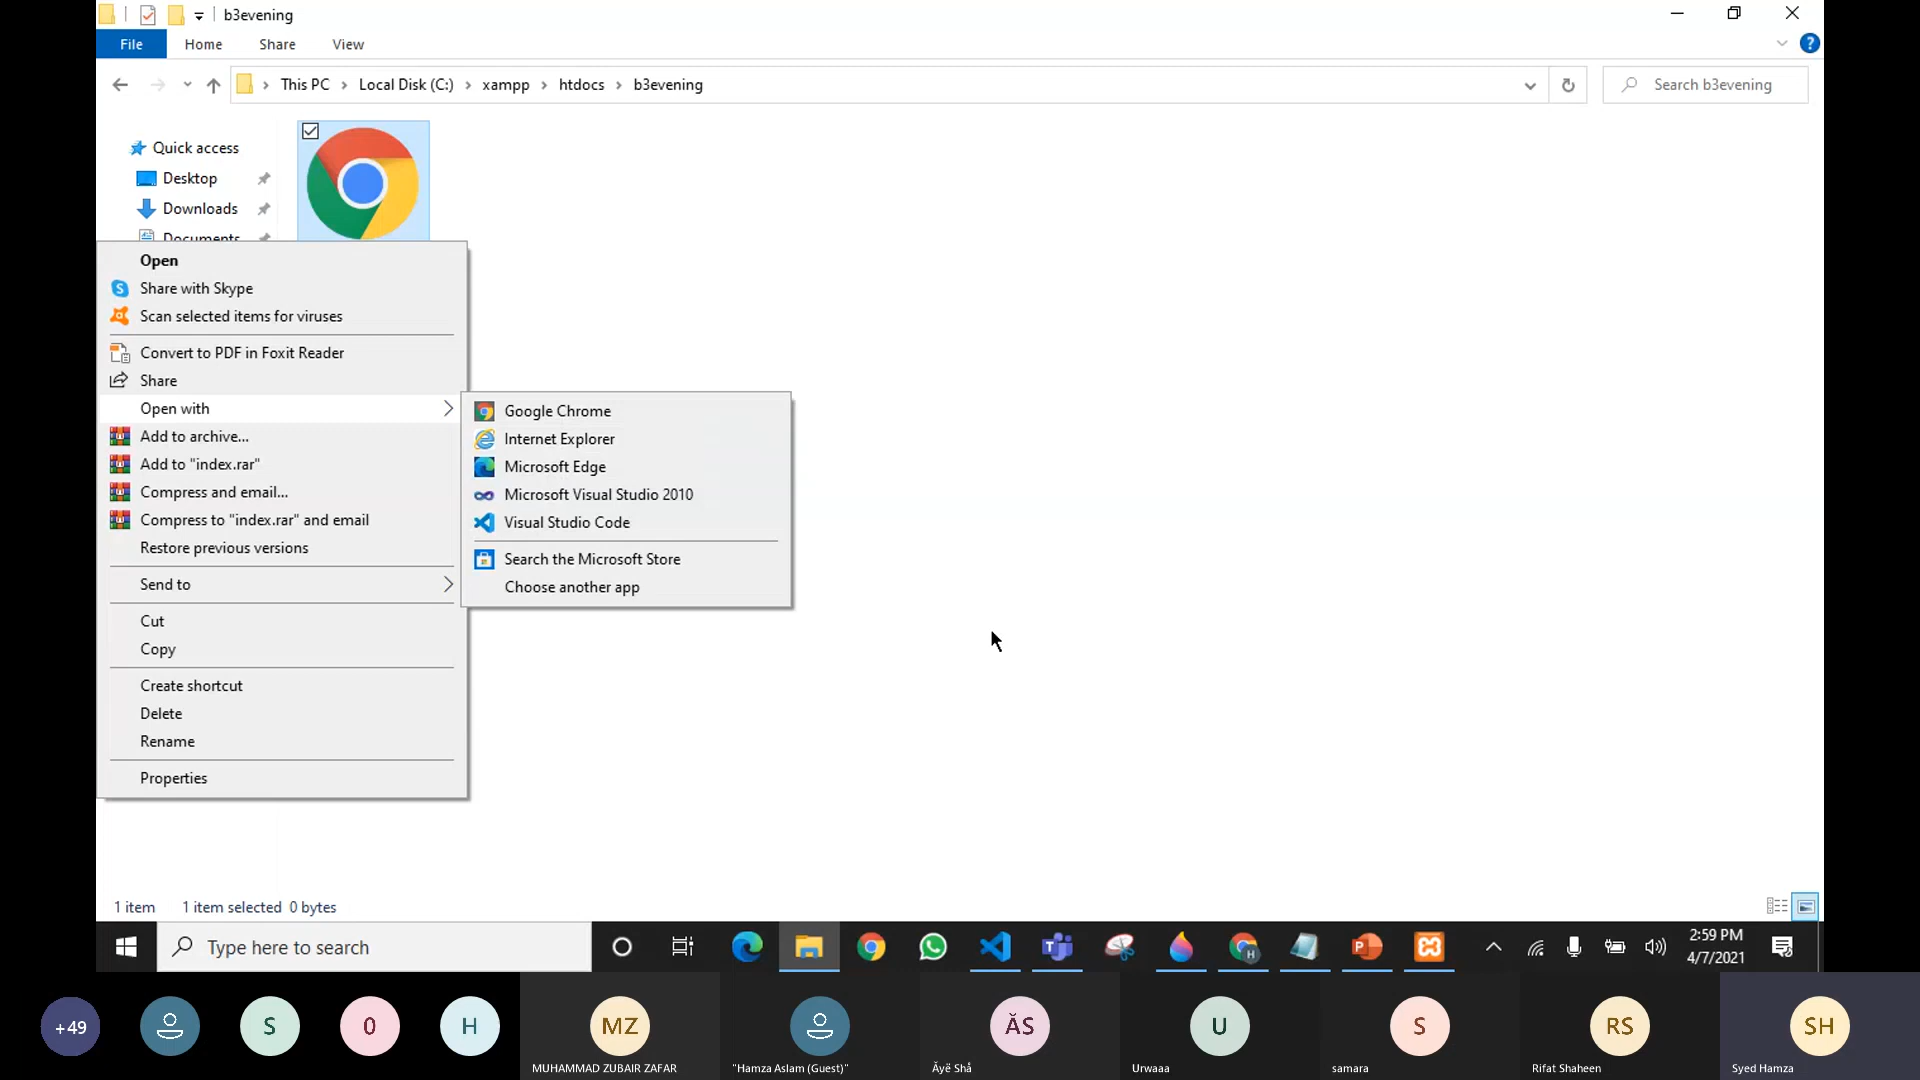 b3evening
File Home Share View
?
This PC Local Disk (C:) xampp htdocs b3evening
Search b3evening
Quick access
Desktop
Downloads
Documents
Open
Share with Skype
Scan selected items for viruses
Convert to PDF in Foxit Reader
Share
Open with
Add to archive...
Add to "index.rar"
Compress and email...
Compress to "index.rar" and email
Restore previous versions
Send to
Cut
Copy
Create shortcut
Delete
Rename
Properties
Google Chrome
Internet Explorer
Microsoft Edge
Microsoft Visual Studio 2010
Visual Studio Code
Search the Microsoft Store
Choose another app
1 item 1 item selected 0 bytes
Type here to search
2:59 PM
4/7/2021
+49 S 0 H MZ ĂS U S RS SH
MUHAMMAD ZUBAIR ZAFAR "Hamza Aslam (Guest)" Ăyë Shå Urwaaa samara Rifat Shaheen Syed Hamza